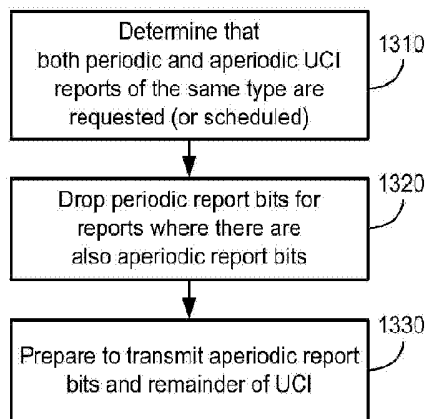 Determine that
both periodic and aperiodic UCI
reports of the same type are
requested (or scheduled)
1310
Drop periodic report bits for
reports where there are
also aperiodic report bits
1320
Prepare to transmit aperiodic report
bits and remainder of UCI
1330